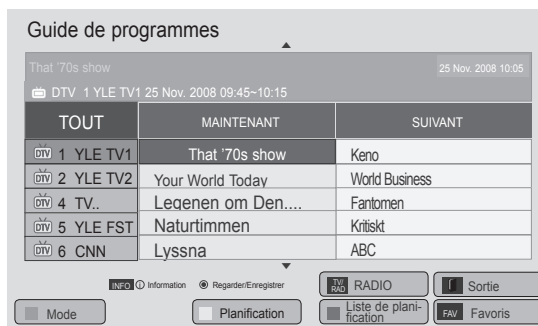 Guide de programmes
That '70s show 25 Nov. 2008 10:05
DTV 1 YLE TV1 25 Nov. 2008 09:45~10:15
TOUT MAINTENANT SUIVANT
DTV 1 YLE TV1 That '70s show Keno
DTV 2 YLE TV2 Your World Today World Business
DTV 4 TV.. Legenen om Den.... Fantomen
DTV 5 YLE FST Naturtimmen Kritiskt
DTV 6 CNN Lyssna ABC
INFO i Information Regarder/Enregistrer TV/RAD RADIO Sortie
Mode Planification Liste de plani-
fication FAV Favoris